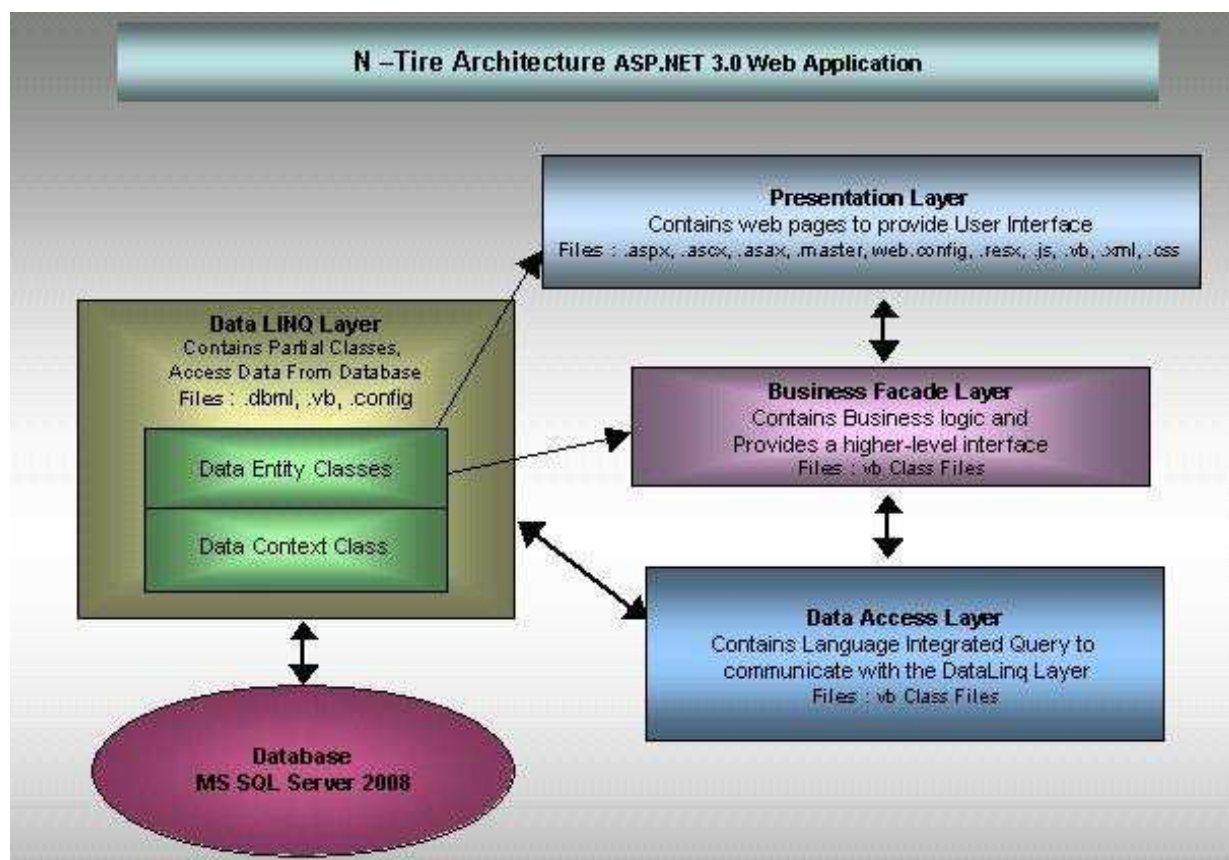 N –Tire Architecture ASP.NET 3.0 Web Application
Presentation Layer
Contains web pages to provide User Interface
Files : .aspx, .ascx, .asax, .master, web.config, .resx, .js, .vb, .xml, .css
Data LINQ Layer
Contains Partial Classes,
Access Data From Database
Files : .dbml, .vb, .config
Data Entity Classes
Data Context Class
Business Facade Layer
Contains Business logic and
Provides a higher-level interface
Files : vb Class Files
Data Access Layer
Contains Language Integrated Query to
communicate with the DataLinq Layer
Files : vb Class Files
Database
MS SQL Server 2008